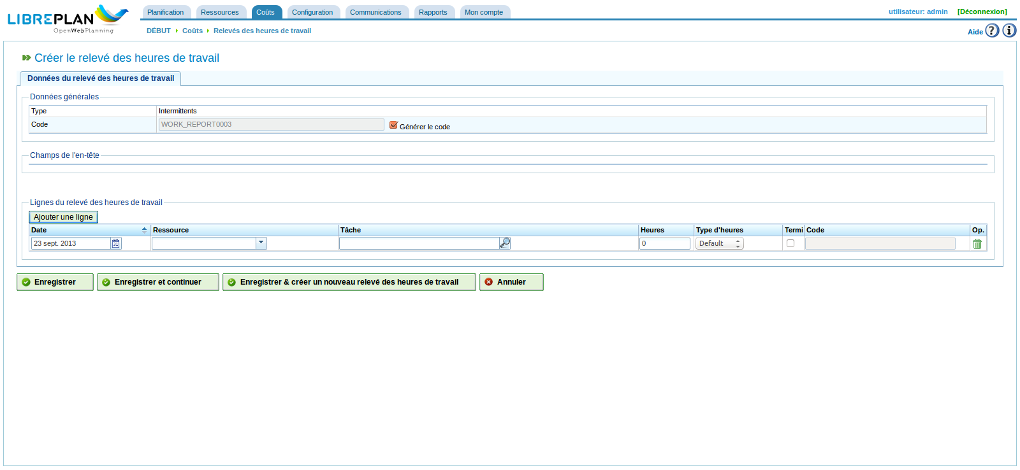 LIBREPLAN
OpenWebPlanning
Planification Ressources Coûts Configuration Communications Rapports Mon compte
utilisateur: admin [Déconnexion]
DÉBUT Coûts Relevés des heures de travail
Aide
Créer le relevé des heures de travail
Données du relevé des heures de travail
Données générales
Type Intermittents
Code WORK_REPORT0003 Générer le code
Champs de l'en-tête
Lignes du relevé des heures de travail
Ajouter une ligne
Date Ressource Tâche Heures Type d'heures Termi Code Op.
23 sept. 2013 0 Default
Enregistrer Enregistrer et continuer Enregistrer & créer un nouveau relevé des heures de travail Annuler